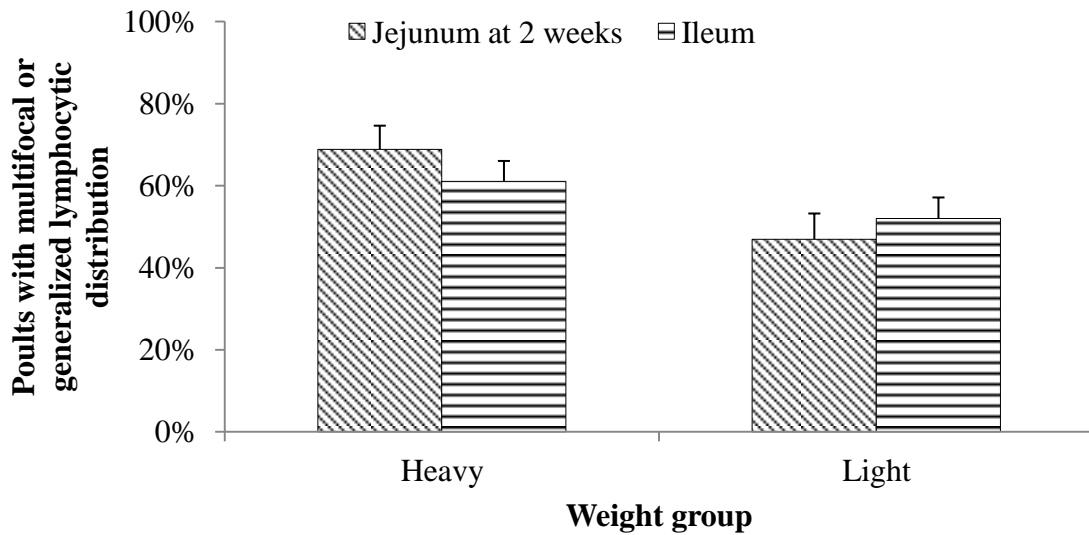 100%
80%
60%
40%
20%
0%
Poults with multifocal or
generalized lymphocytic
distribution
Jejunum at 2 weeks
Ileum
Heavy
Light
Weight group